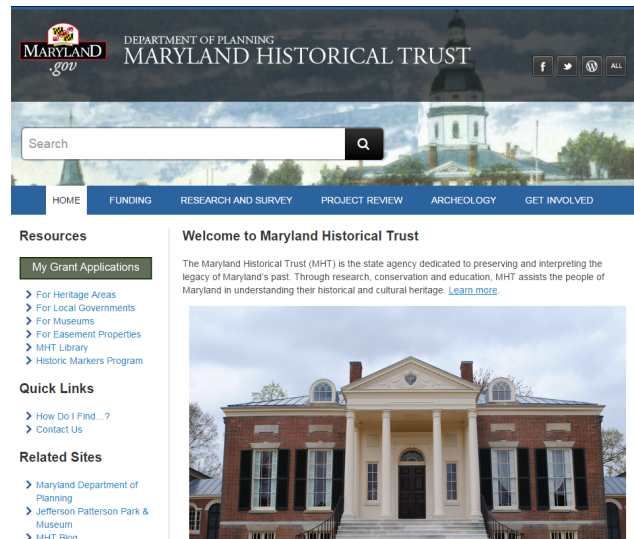 MARYLAND
.gov
DEPARTMENT OF PLANNING
MARYLAND HISTORICAL TRUST
f
ALL
Search
HOME FUNDING RESEARCH AND SURVEY PROJECT REVIEW ARCHEOLOGY GET INVOLVED
Resources
My Grant Applications
For Heritage Areas
For Local Governments
For Museums
For Easement Properties
MHT Library
Historic Markers Program
Quick Links
How Do I Find...?
Contact Us
Related Sites
Maryland Department of
Planning
Jefferson Patterson Park &
Museum
MHT Blog
Welcome to Maryland Historical Trust
The Maryland Historical Trust (MHT) is the state agency dedicated to preserving and interpreting the
legacy of Maryland's past. Through research, conservation and education, MHT assists the people of
Maryland in understanding their historical and cultural heritage. Learn more.